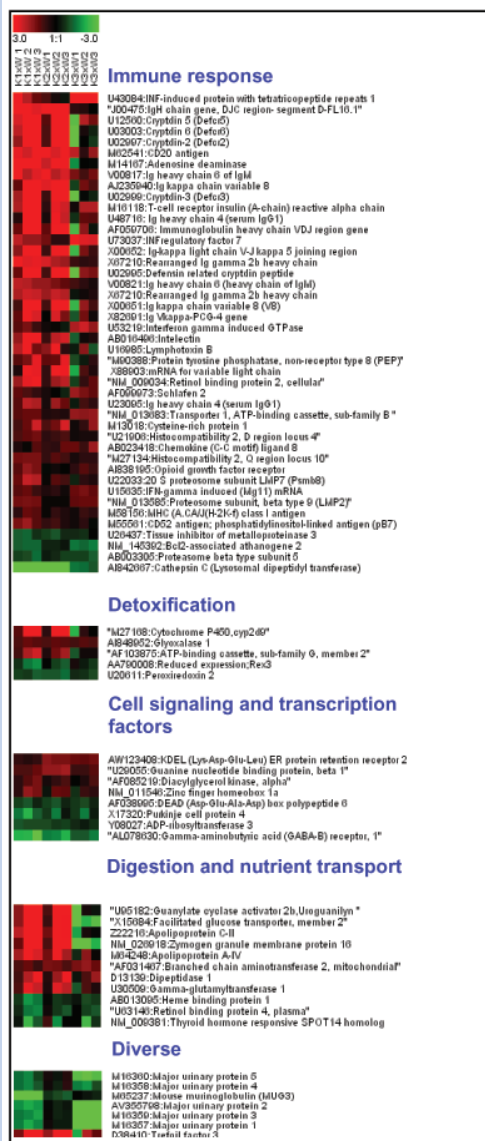 3.0 1:1 -3.0
K1xW 1
K1xW 2
K1xW 3
K2xW1
K2xW2
K2xW3
K3xW1
K3xW2
K3xW3
Immune response
U43084:INF-induced protein with tetratricopeptide repeats 1
"J00475:IgH chain gene, DJC region- segment D-FL16.1"
U12560:Cryptdin 5 (Defcr5)
U03003:Cryptdin 6 (Defcr6)
U02997:Cryptdin-2 (Defcr2)
M62541:CD20 antigen
M14167:Adenosine deaminase
V00817:Ig heavy chain 6 of IgM
AJ235940:Ig kappa chain variable 8
U02999:Cryptdin-3 (Defcr3)
M16118:T-cell receptor insulin (A-chain) reactive alpha chain
U48716:Ig heavy chain 4 (serum IgG1)
AF059706:Immunoglobulin heavy chain VDJ region gene
U73037:INFregulatory factor 7
X00652:Ig-kappa light chain V-J kappa 5 joining region
X67210:Rearranged Ig gamma 2b heavy chain
U02995:Defensin related cryptdin peptide
V00821:Ig heavy chain 6 (heavy chain of IgM)
X67210:Rearranged Ig gamma 2b heavy chain
X00651:Ig kappa chain variable 8 (V8)
X82691:Ig Vkappa-PCG-4 gene
U53219:Interferon gamma induced GTPase
AB016496:Intelectin
U16985:Lymphotoxin B
"M90388:Protein tyrosine phosphatase, non-receptor type 8 (PEP)"
X88903:mRNA for variable light chain
"NM_009034:Retinol binding protein 2, cellular"
AF099973:Schlafen 2
U23095:Ig heavy chain 4 (serum IgG1)
"NM_013683:Transporter 1, ATP-binding cassette, sub-family B "
M13018:Cysteine-rich protein 1
"U21906:Histocompatibility 2, D region locus 4"
AB023418:Chemokine (C-C motif) ligand 8
"M27134:Histocompatibility 2, Q region locus 10"
AI838195:Opioid growth factor receptor
U22033:20 S proteosome subunit LMP7 (Psmb8)
U15635:IFN-gamma induced (Mg11) mRNA
"NM_013585:Proteosome subunit, beta type 9 (LMP2)"
M58156:MHC (A.CA/J(H-2K-f) class I antigen
M55561:CD52 antigen; phosphatidylinositol-linked antigen (pB7)
U26437:Tissue inhibitor of metalloproteinase 3
NM_145392:Bcl2-associated athanogene 2
AB003305:Proteasome beta type subunit 5
AI842667:Cathepsin C (Lysosomal dipeptidyl transferase)
Detoxification
"M27168:Cytochrome P450,cyp2d9"
AI848952:Glyoxalase 1
"AF103875:ATP-binding cassette, sub-family G, member 2"
AA790008:Reduced expression;Rex3
U20611:Peroxiredoxin 2
Cell signaling and transcription
factors
AW123408:KDEL (Lys-Asp-Glu-Leu) ER protein retention receptor 2
"U29055:Guanine nucleotide binding protein, beta 1"
"AF085219:Diacylglycerol kinase, alpha"
NM_011546:Zinc finger homeobox 1a
AF038995:DEAD (Asp-Glu-Ala-Asp) box polypeptide 6
X17320:Purkinje cell protein 4
Y08027:ADP-ribosyltransferase 3
"AL078630:Gamma-aminobutyric acid (GABA-B) receptor, 1"
Digestion and nutrient transport
"U95182:Guanylate cyclase activator 2b,Uroguanilyn "
"X15684:Facilitated glucose transporter, member 2"
Z22216:Apolipoprotein C-II
NM_026918:Zymogen granule membrane protein 16
M64248:Apolipoprotein A-IV
"AF031467:Branched chain aminotransferase 2, mitochondrial"
D13139:Dipeptidase 1
U30509:Gamma-glutamyltransferase 1
AB013095:Heme binding protein 1
"U63146:Retinol binding protein 4, plasma"
NM_009381:Thyroid hormone responsive SPOT14 homolog
Diverse
M16360:Major urinary protein 5
M16358:Major urinary protein 4
M65237:Mouse murinoglobulin (MUG3)
AV355798:Major urinary protein 2
M16359:Major urinary protein 3
M16357:Major urinary protein 1
D38410:Trefoil factor 3